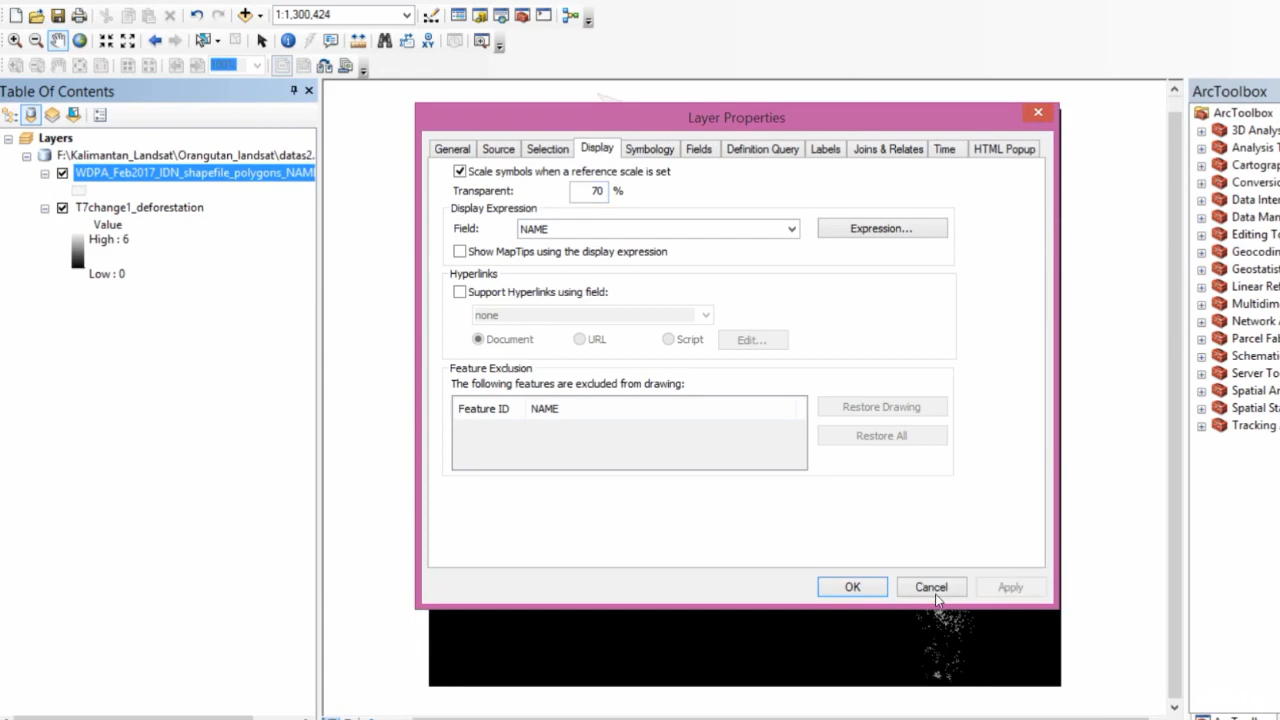 1:1,300,424
100%
Table Of Contents
Layers
F:\Kalimantan_Landsat\Orangutan_landsat\datas2.
WDPA_Feb2017_IDN_shapefile_polygons_NAME
T7change1_deforestation
Value
High : 6
Low : 0
Layer Properties
General Source Selection Display Symbology Fields Definition Query Labels Joins & Relates Time HTML Popup
Scale symbols when a reference scale is set
Transparent: 70 %
Display Expression
Field: NAME Expression...
Show MapTips using the display expression
Hyperlinks
Support Hyperlinks using field:
none
Document URL Script Edit...
Feature Exclusion
The following features are excluded from drawing:
Feature ID NAME
Restore Drawing
Restore All
OK Cancel Apply
ArcToolbox
ArcToolbox
3D Analys
Analysis T
Cartograp
Conversio
Data Inter
Data Man
Editing To
Geocodin
Geostatist
Linear Ref
Multidim
Network A
Parcel Fab
Schemati
Server Too
Spatial An
Spatial Sta
Tracking A